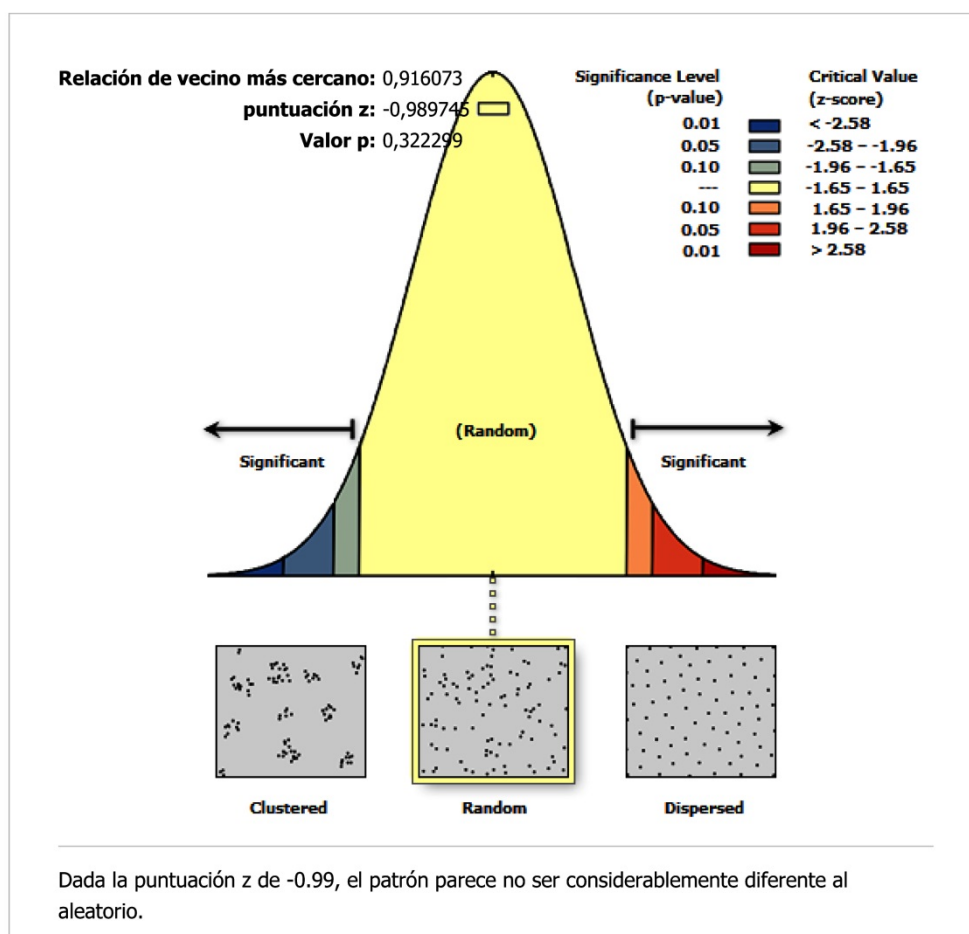 Relación de vecino más cercano: 0,916073
puntuación z: -0,989745
Valor p: 0,322299
Significance Level Critical Value
(p-value) (z-score)
0.01 < -2.58
0.05 -2.58 – -1.96
0.10 -1.96 – -1.65
--- -1.65 – 1.65
0.10 1.65 – 1.96
0.05 1.96 – 2.58
0.01 > 2.58
(Random)
Significant Significant
Clustered Random Dispersed
Dada la puntuación z de -0.99, el patrón parece no ser considerablemente diferente al
aleatorio.